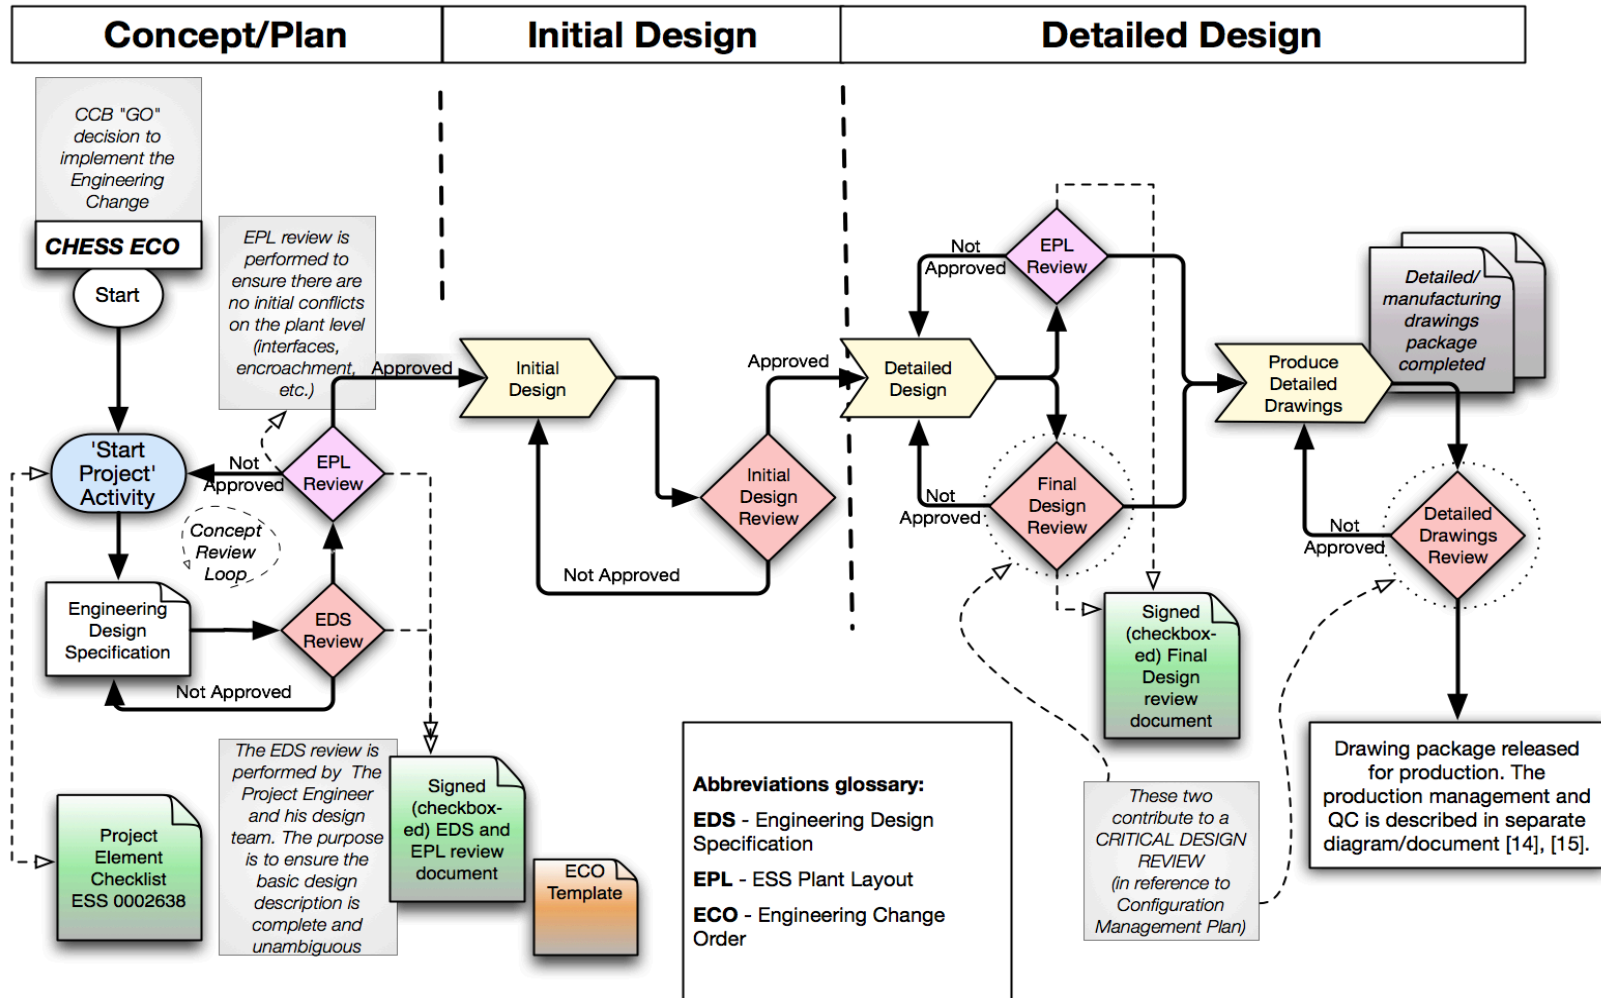 Concept/Plan
Initial Design
Detailed Design
CCB "GO"
decision to
implement the
Engineering
Change
CHESS ECO
Start
EPL review is
performed to
ensure there are
no initial conflicts
on the plant level
(interfaces,
encroachment,
etc.)
Approved
'Start
Project'
Activity
Not
Approved
EPL
Review
Concept
Review
Loop
Engineering
Design
Specification
EDS
Review
Not Approved
Project
Element
Checklist
ESS 0002638
The EDS review is
performed by The
Project Engineer
and his design
team. The purpose
is to ensure the
basic design
description is
complete and
unambiguous
Signed
(checkbox-
ed) EDS and
EPL review
document
ECO
Template
Initial
Design
Initial
Design
Review
Not Approved
Approved
Abbreviations glossary:
EDS - Engineering Design
Specification
EPL - ESS Plant Layout
ECO - Engineering Change
Order
Detailed
Design
Not
Approved
EPL
Review
Not
Approved
Final
Design
Review
Signed
(checkbox-
ed) Final
Design
review
document
These two
contribute to a
CRITICAL DESIGN
REVIEW
(in reference to
Configuration
Management Plan)
Produce
Detailed
Drawings
Detailed/
manufacturing
drawings
package
completed
Not
Approved
Detailed
Drawings
Review
Drawing package released
for production. The
production management and
QC is described in separate
diagram/document [14], [15].